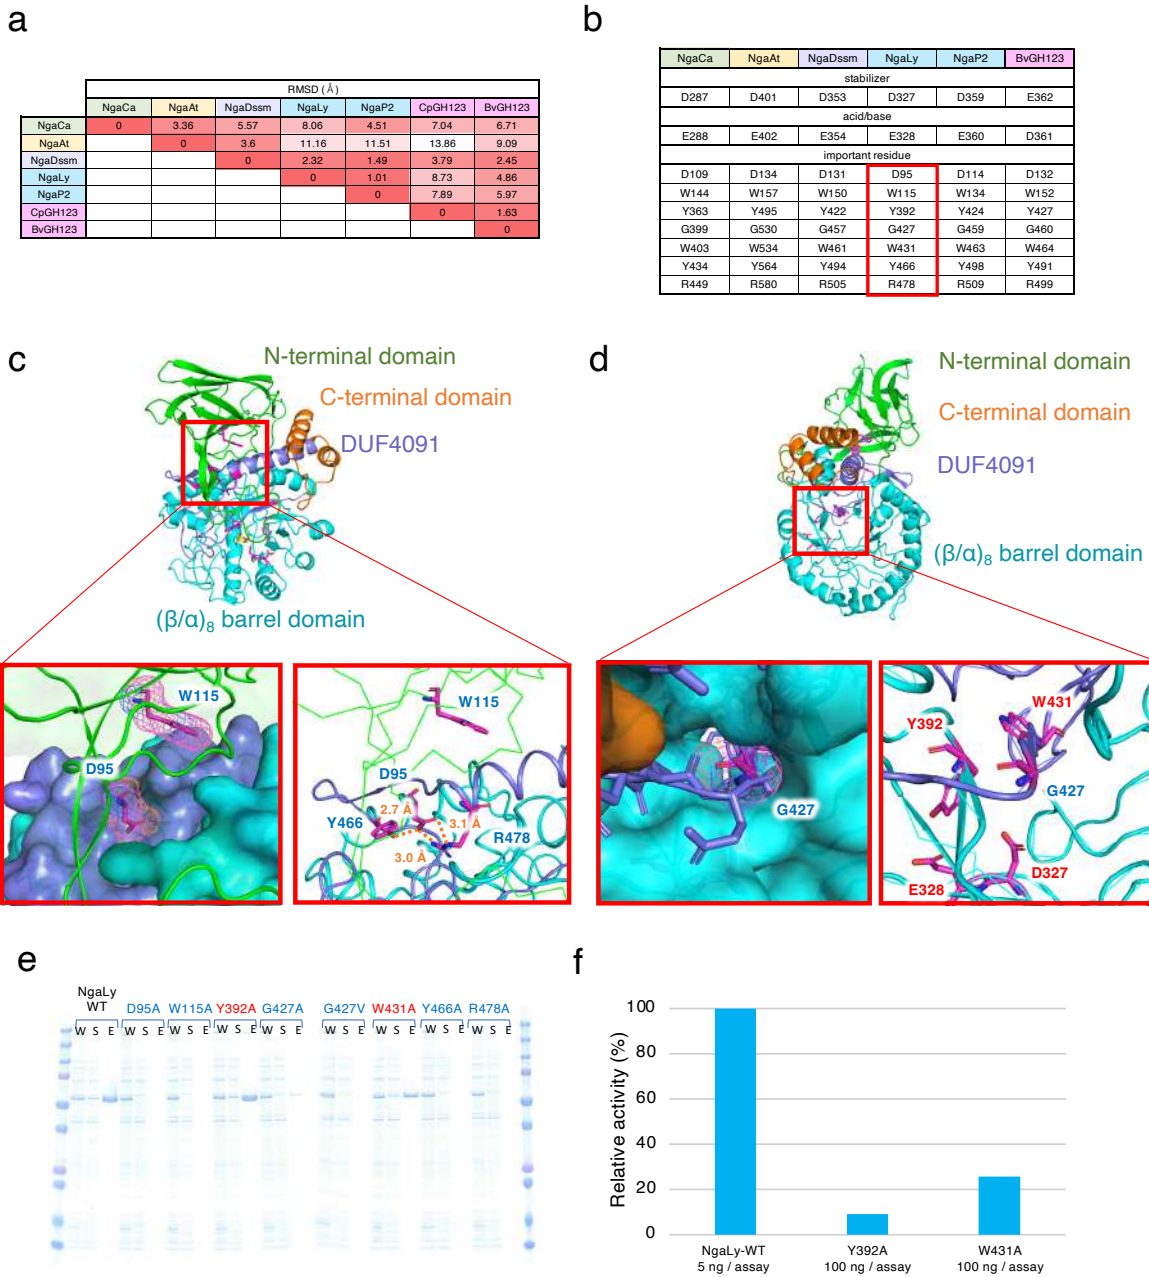 a
RMSD (Å)
NgaCa NgaAt NgaDssm NgaLy NgaP2 CpGH123 BvGH123
NgaCa 0 3.36 5.57 8.06 4.51 7.04 6.71
NgaAt 0 3.6 11.16 11.51 13.86 9.09
NgaDssm 0 2.32 1.49 3.79 2.45
NgaLy 0 1.01 8.73 4.86
NgaP2 0 7.89 5.97
CpGH123 0 1.63
BvGH123 0
b
NgaCa NgaAt NgaDssm NgaLy NgaP2 BvGH123
stabilizer
D287 D401 D353 D327 D359 E362
acid/base
E288 E402 E354 E328 E360 D361
important residue
D109 D134 D131 D95 D114 D132
W144 W157 W150 W115 W134 W152
Y363 Y495 Y422 Y392 Y424 Y427
G399 G530 G457 G427 G459 G460
W403 W534 W461 W431 W463 W464
Y434 Y564 Y494 Y466 Y498 Y491
R449 R580 R505 R478 R509 R499
c
N-terminal domain
C-terminal domain
DUF4091
(β/α)8 barrel domain
W115
D95
W115
D95
2.7 Å
Y466
3.1 Å
R478
3.0 Å
d
N-terminal domain
C-terminal domain
DUF4091
(β/α)8 barrel domain
G427
W431
Y392
G427
D327
E328
e
NgaLy
WT
D95A W115A Y392A G427A G427V W431A Y466A R478A
W S E W S E W S E W S E W S E W S E W S E W S E W S E
f
Relative activity (%)
100
80
60
40
20
0
NgaLy-WT
5 ng / assay
Y392A
100 ng / assay
W431A
100 ng / assay